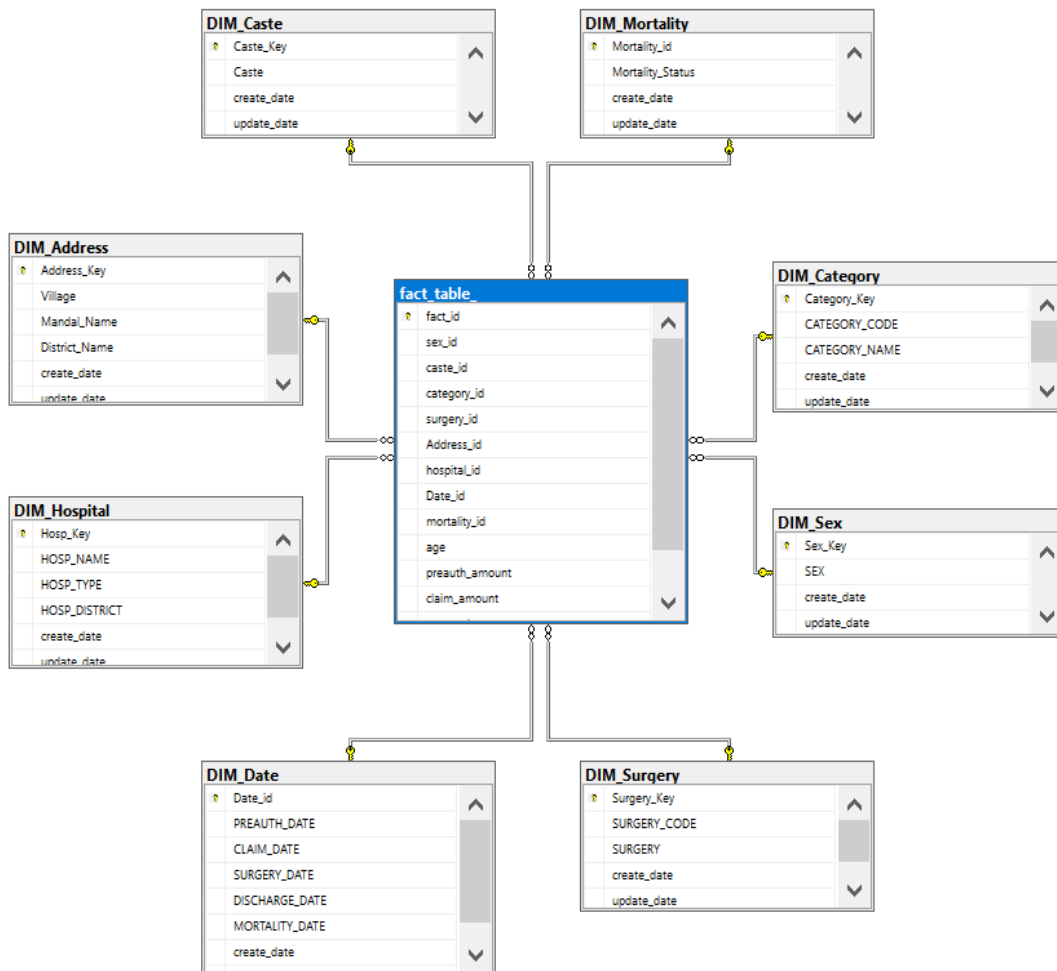 DIM_Caste
Caste_Key
Caste
create_date
update_date
DIM_Mortality
Mortality_id
Mortality_Status
create_date
update_date
DIM_Address
Address_Key
Village
Mandal_Name
District_Name
create_date
update_date
fact_table_
fact_id
sex_id
caste_id
category_id
surgery_id
Address_id
hospital_id
Date_id
mortality_id
age
preauth_amount
claim_amount
DIM_Category
Category_Key
CATEGORY_CODE
CATEGORY_NAME
create_date
update_date
DIM_Hospital
Hosp_Key
HOSP_NAME
HOSP_TYPE
HOSP_DISTRICT
create_date
update_date
DIM_Sex
Sex_Key
SEX
create_date
update_date
DIM_Date
Date_id
PREAUTH_DATE
CLAIM_DATE
SURGERY_DATE
DISCHARGE_DATE
MORTALITY_DATE
create_date
DIM_Surgery
Surgery_Key
SURGERY_CODE
SURGERY
create_date
update_date